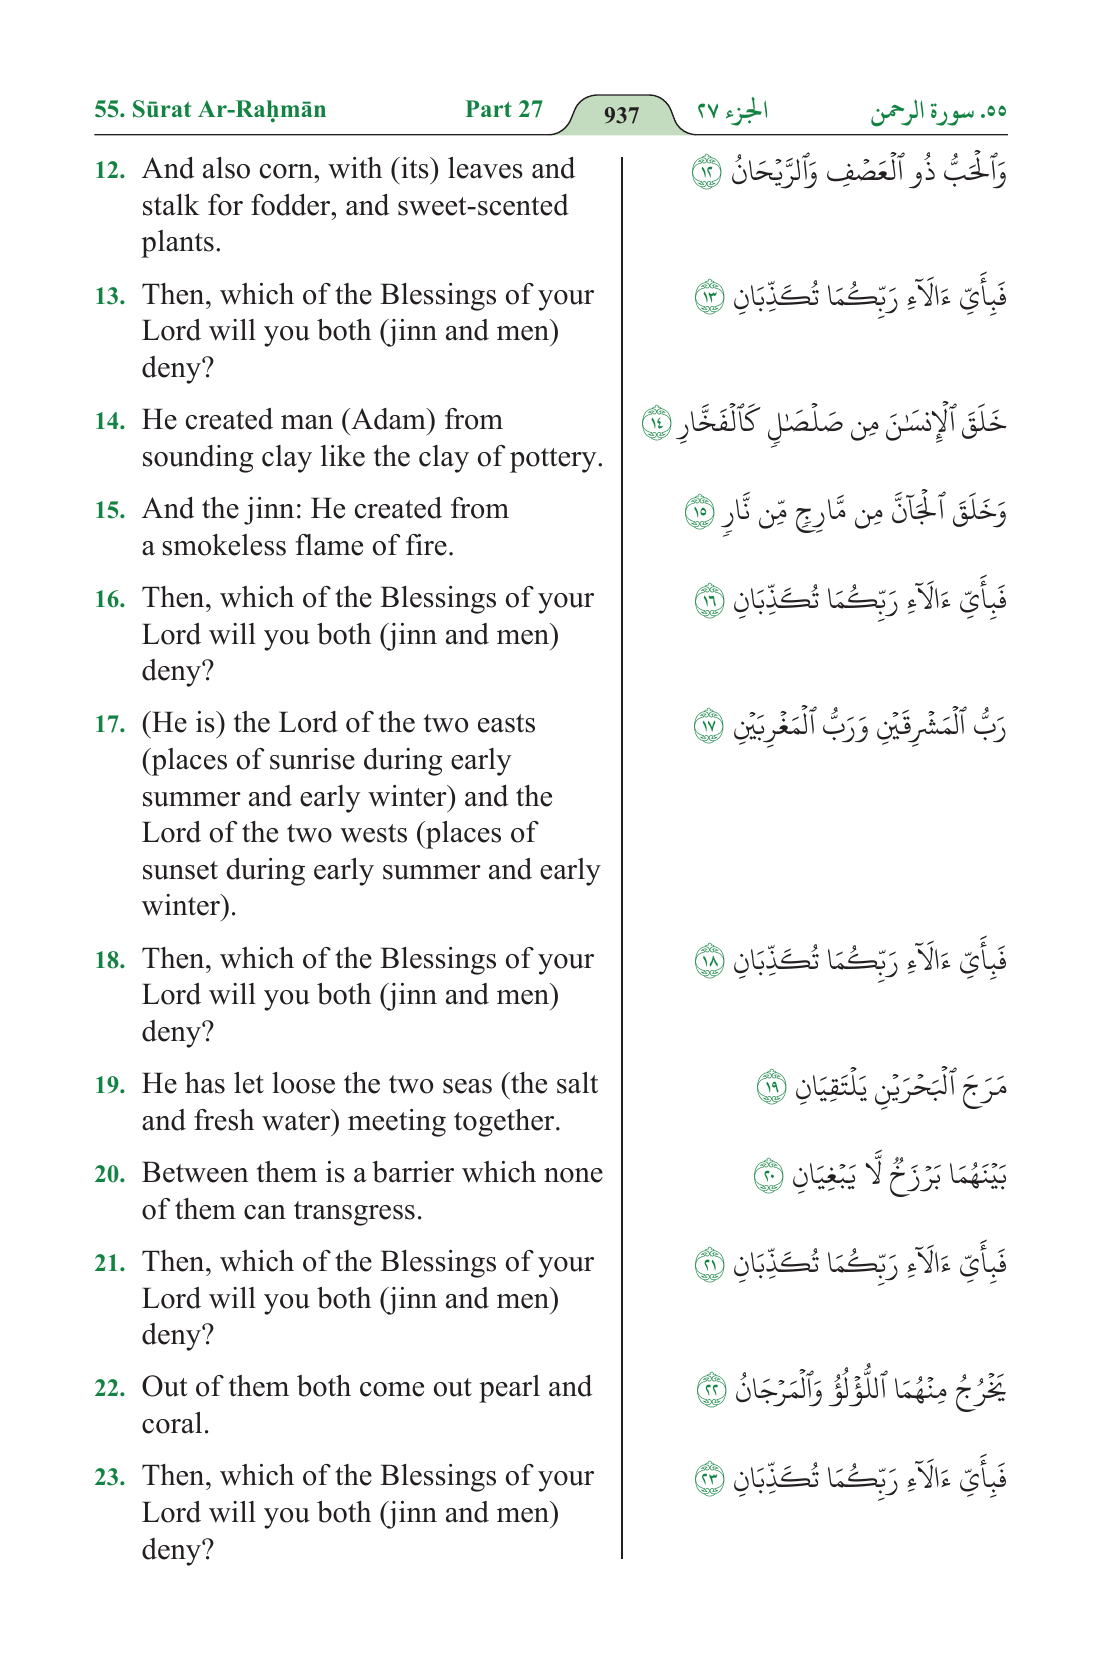 55. Sūrat Ar-Raḥmān Part 27 937 الجزء ٢٧ ٥٥. سورة الرحمن
12. And also corn, with (its) leaves and
stalk for fodder, and sweet-scented
plants.
وَٱلْحَبُّ ذُو ٱلْعَصْفِ وَٱلرَّيْحَانُ ١٢
13. Then, which of the Blessings of your
Lord will you both (jinn and men)
deny?
فَبِأَىِّ ءَالَآءِ رَبِّكُمَا تُكَذِّبَانِ ١٣
14. He created man (Adam) from
sounding clay like the clay of pottery.
خَلَقَ ٱلْإِنسَـٰنَ مِن صَلْصَـٰلٍ كَٱلْفَخَّارِ ١٤
15. And the jinn: He created from
a smokeless flame of fire.
وَخَلَقَ ٱلْجَآنَّ مِن مَّارِجٍ مِّن نَّارٍ ١٥
16. Then, which of the Blessings of your
Lord will you both (jinn and men)
deny?
فَبِأَىِّ ءَالَآءِ رَبِّكُمَا تُكَذِّبَانِ ١٦
17. (He is) the Lord of the two easts
(places of sunrise during early
summer and early winter) and the
Lord of the two wests (places of
sunset during early summer and early
winter).
رَبُّ ٱلْمَشْرِقَيْنِ وَرَبُّ ٱلْمَغْرِبَيْنِ ١٧
18. Then, which of the Blessings of your
Lord will you both (jinn and men)
deny?
فَبِأَىِّ ءَالَآءِ رَبِّكُمَا تُكَذِّبَانِ ١٨
19. He has let loose the two seas (the salt
and fresh water) meeting together.
مَرَجَ ٱلْبَحْرَيْنِ يَلْتَقِيَانِ ١٩
20. Between them is a barrier which none
of them can transgress.
بَيْنَهُمَا بَرْزَخٌ لَّا يَبْغِيَانِ ٢٠
21. Then, which of the Blessings of your
Lord will you both (jinn and men)
deny?
فَبِأَىِّ ءَالَآءِ رَبِّكُمَا تُكَذِّبَانِ ٢١
22. Out of them both come out pearl and
coral.
يَخْرُجُ مِنْهُمَا ٱللُّؤْلُؤُ وَٱلْمَرْجَانُ ٢٢
23. Then, which of the Blessings of your
Lord will you both (jinn and men)
deny?
فَبِأَىِّ ءَالَآءِ رَبِّكُمَا تُكَذِّبَانِ ٢٣